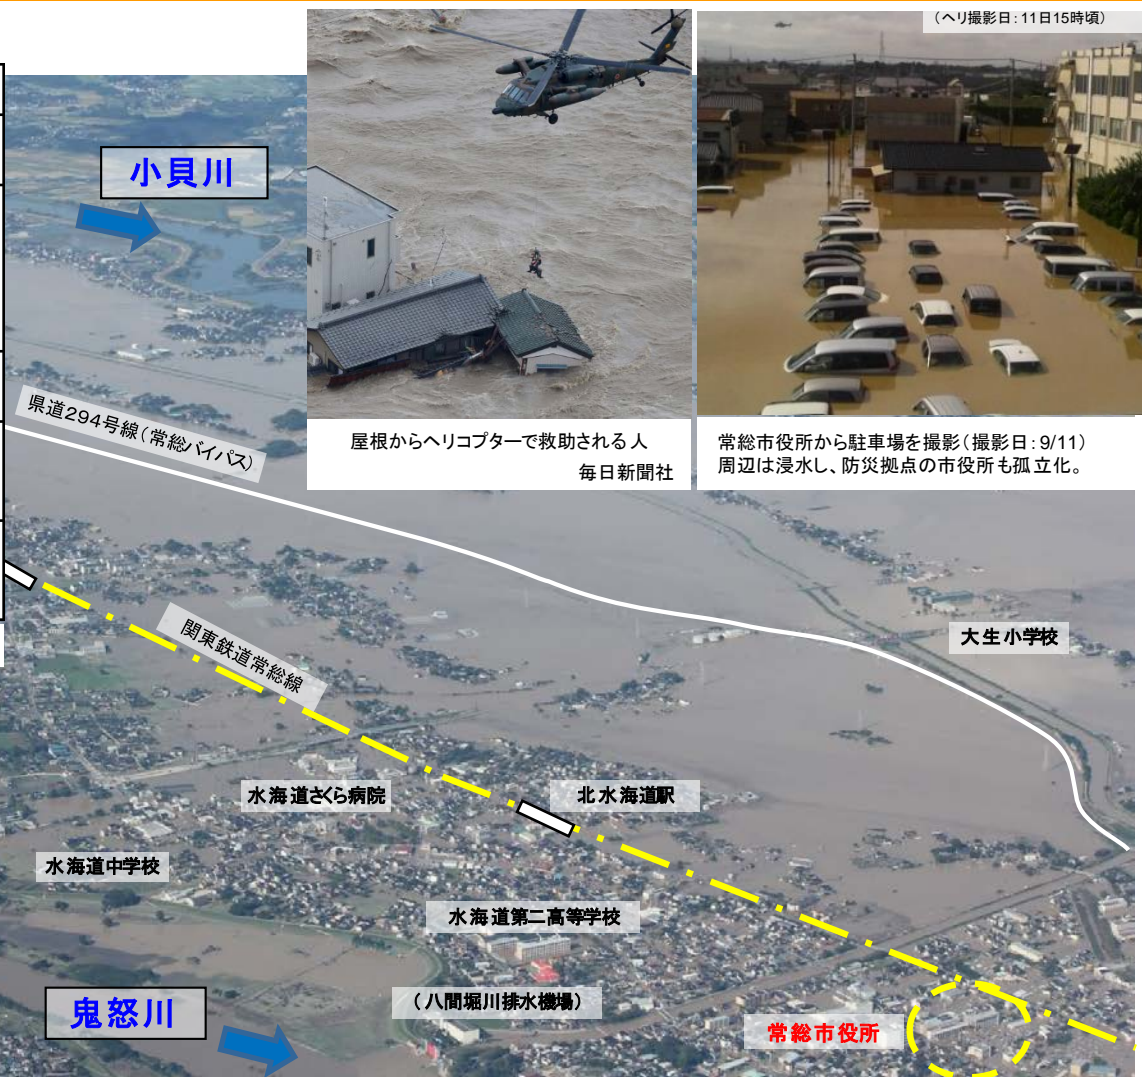 （ヘリ撮影日：11日15時頃）
小貝川
県道294号線（常総バイパス）
屋根からヘリコプターで救助される人
毎日新聞社
常総市役所から駐車場を撮影（撮影日：9/11）
周辺は浸水し、防災拠点の市役所も孤立化。
関東鉄道常総線
大生小学校
水海道さくら病院
北水海道駅
水海道中学校
水海道第二高等学校
鬼怒川
（八間堀川排水機場）
常総市役所